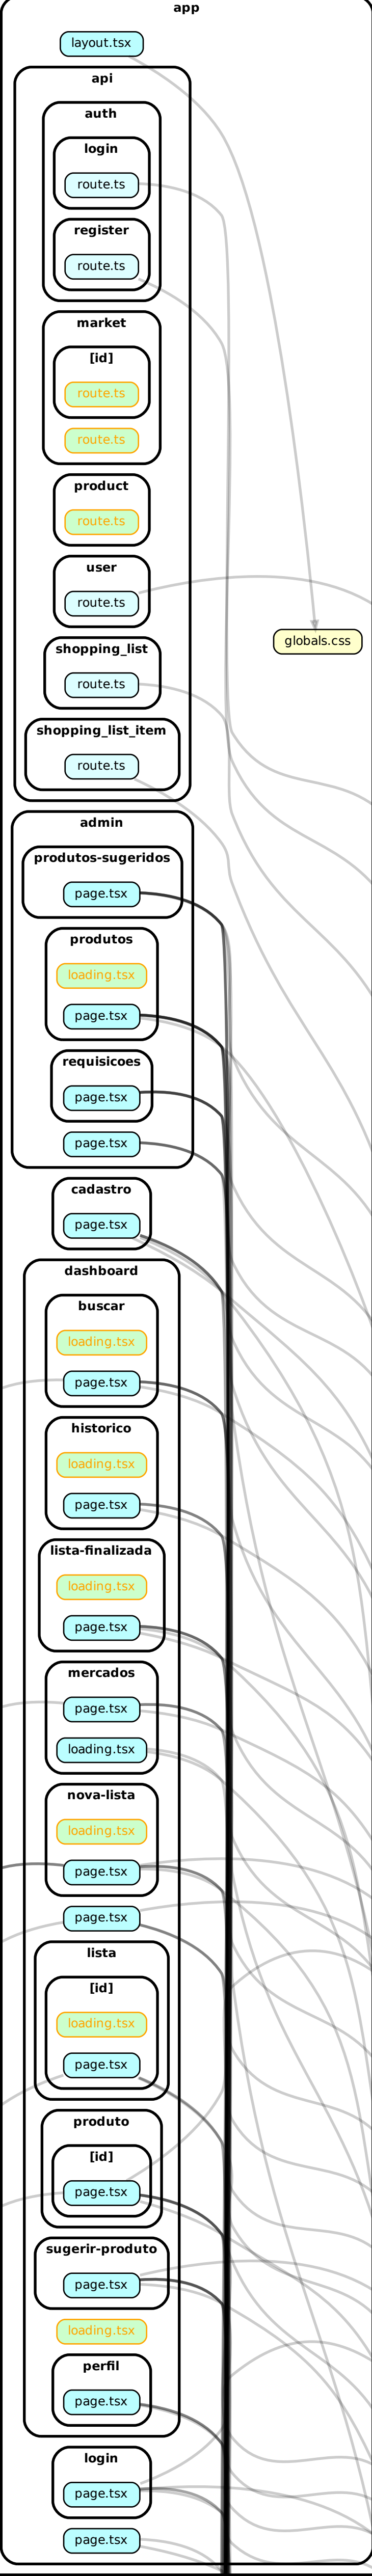 app
layout.tsx
api
auth
login
route.ts
register
route.ts
market
[id]
route.ts
route.ts
product
route.ts
user
route.ts
globals.css
shopping_list
route.ts
shopping_list_item
route.ts
admin
produtos-sugeridos
page.tsx
produtos
loading.tsx
page.tsx
requisicoes
page.tsx
page.tsx
cadastro
page.tsx
dashboard
buscar
loading.tsx
page.tsx
historico
loading.tsx
page.tsx
lista-finalizada
loading.tsx
page.tsx
mercados
page.tsx
loading.tsx
nova-lista
loading.tsx
page.tsx
page.tsx
lista
[id]
loading.tsx
page.tsx
produto
[id]
page.tsx
sugerir-produto
page.tsx
loading.tsx
perfil
page.tsx
login
page.tsx
page.tsx